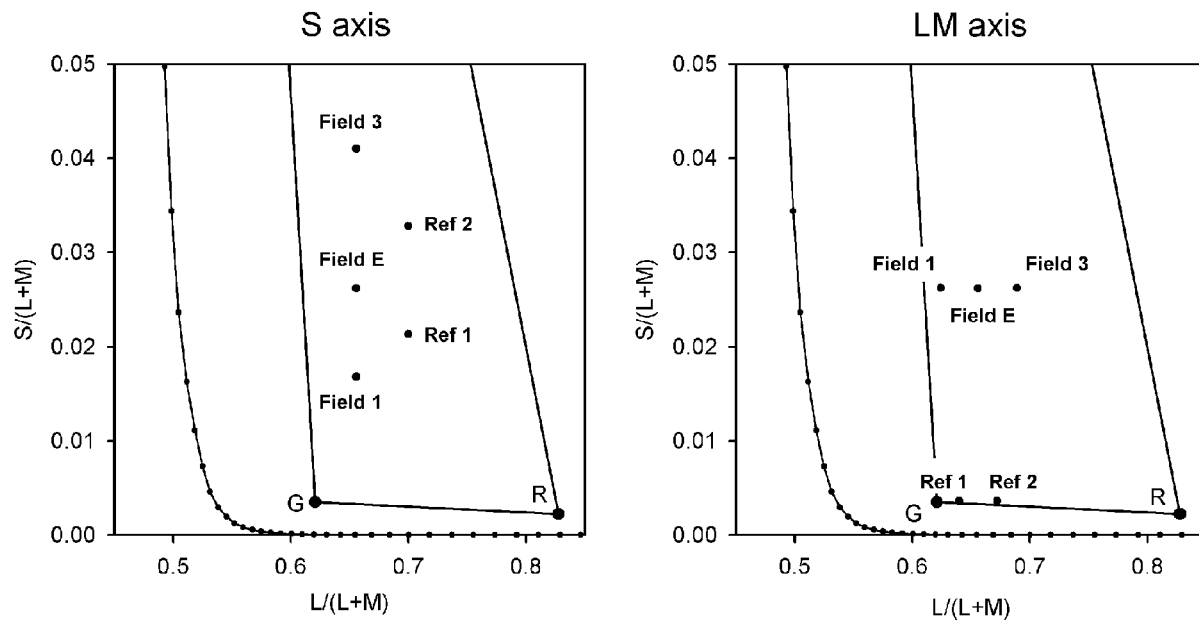 S axis
0.05
0.04
0.03
0.02
0.01
0.00
S/(L+M)
Field 3
Ref 2
Field E
Ref 1
Field 1
G
R
0.5
0.6
0.7
0.8
L/(L+M)
LM axis
0.05
0.04
0.03
0.02
0.01
0.00
S/(L+M)
Field 1
Field 3
Field E
Ref 1
Ref 2
G
R
0.5
0.6
0.7
0.8
L/(L+M)